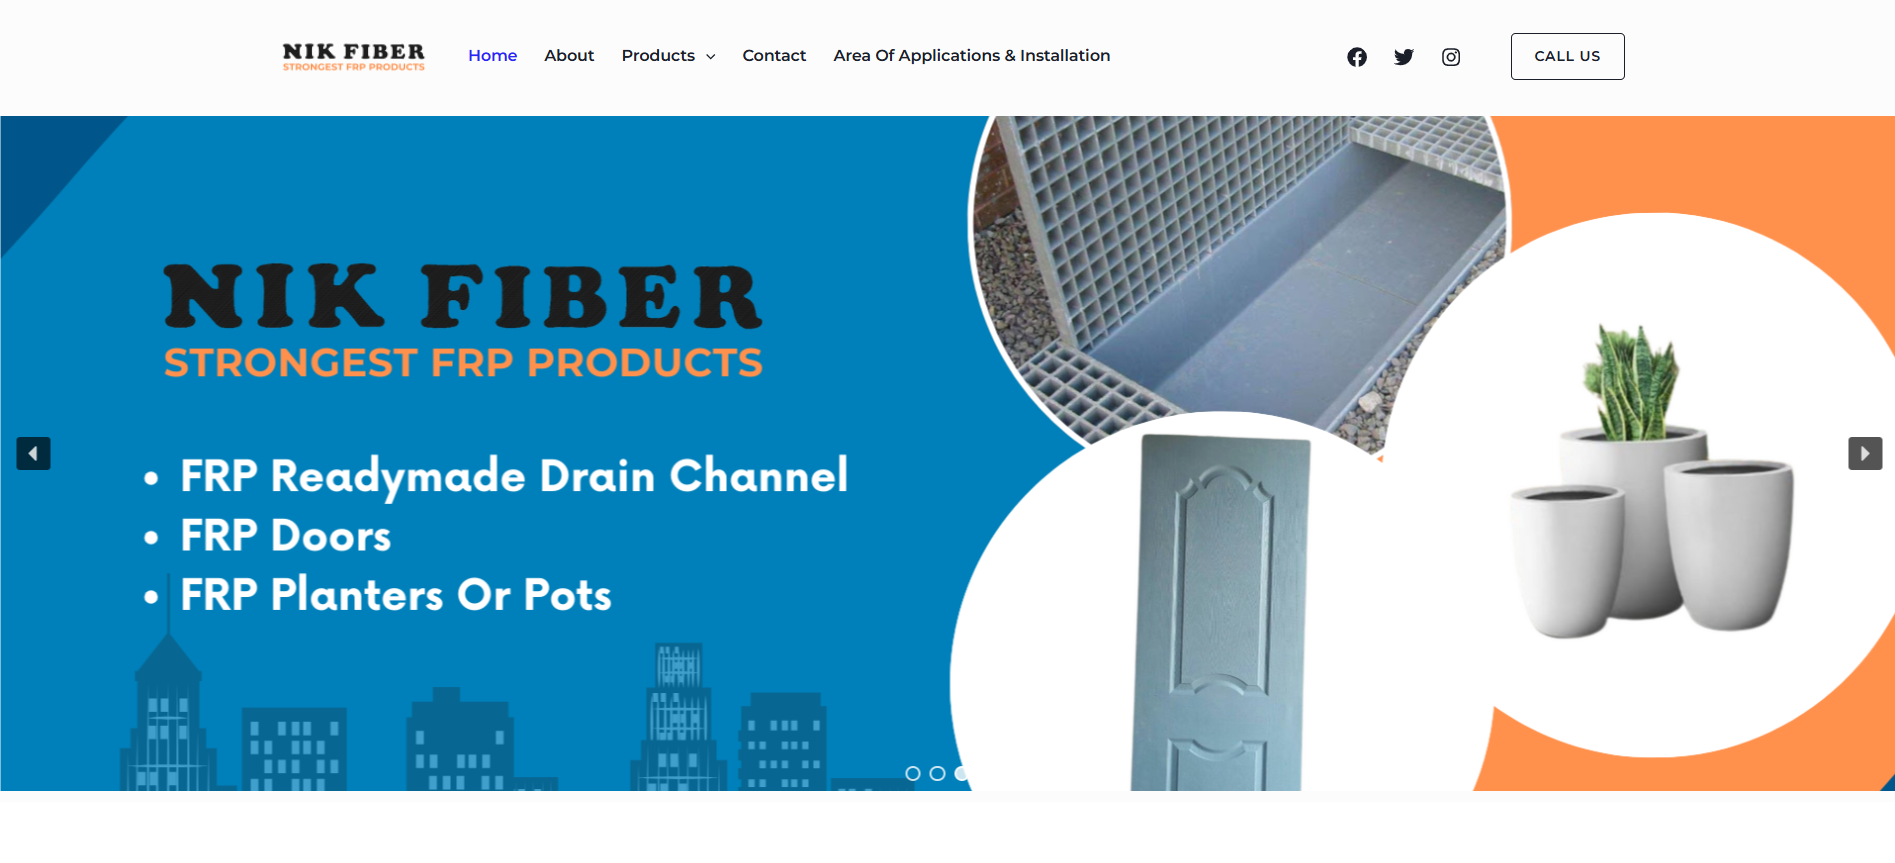 NIK FIBER
STRONGEST FRP PRODUCTS
Home About Products Contact Area Of Applications & Installation
CALL US
NIK FIBER
STRONGEST FRP PRODUCTS
• FRP Readymade Drain Channel
• FRP Doors
• FRP Planters Or Pots